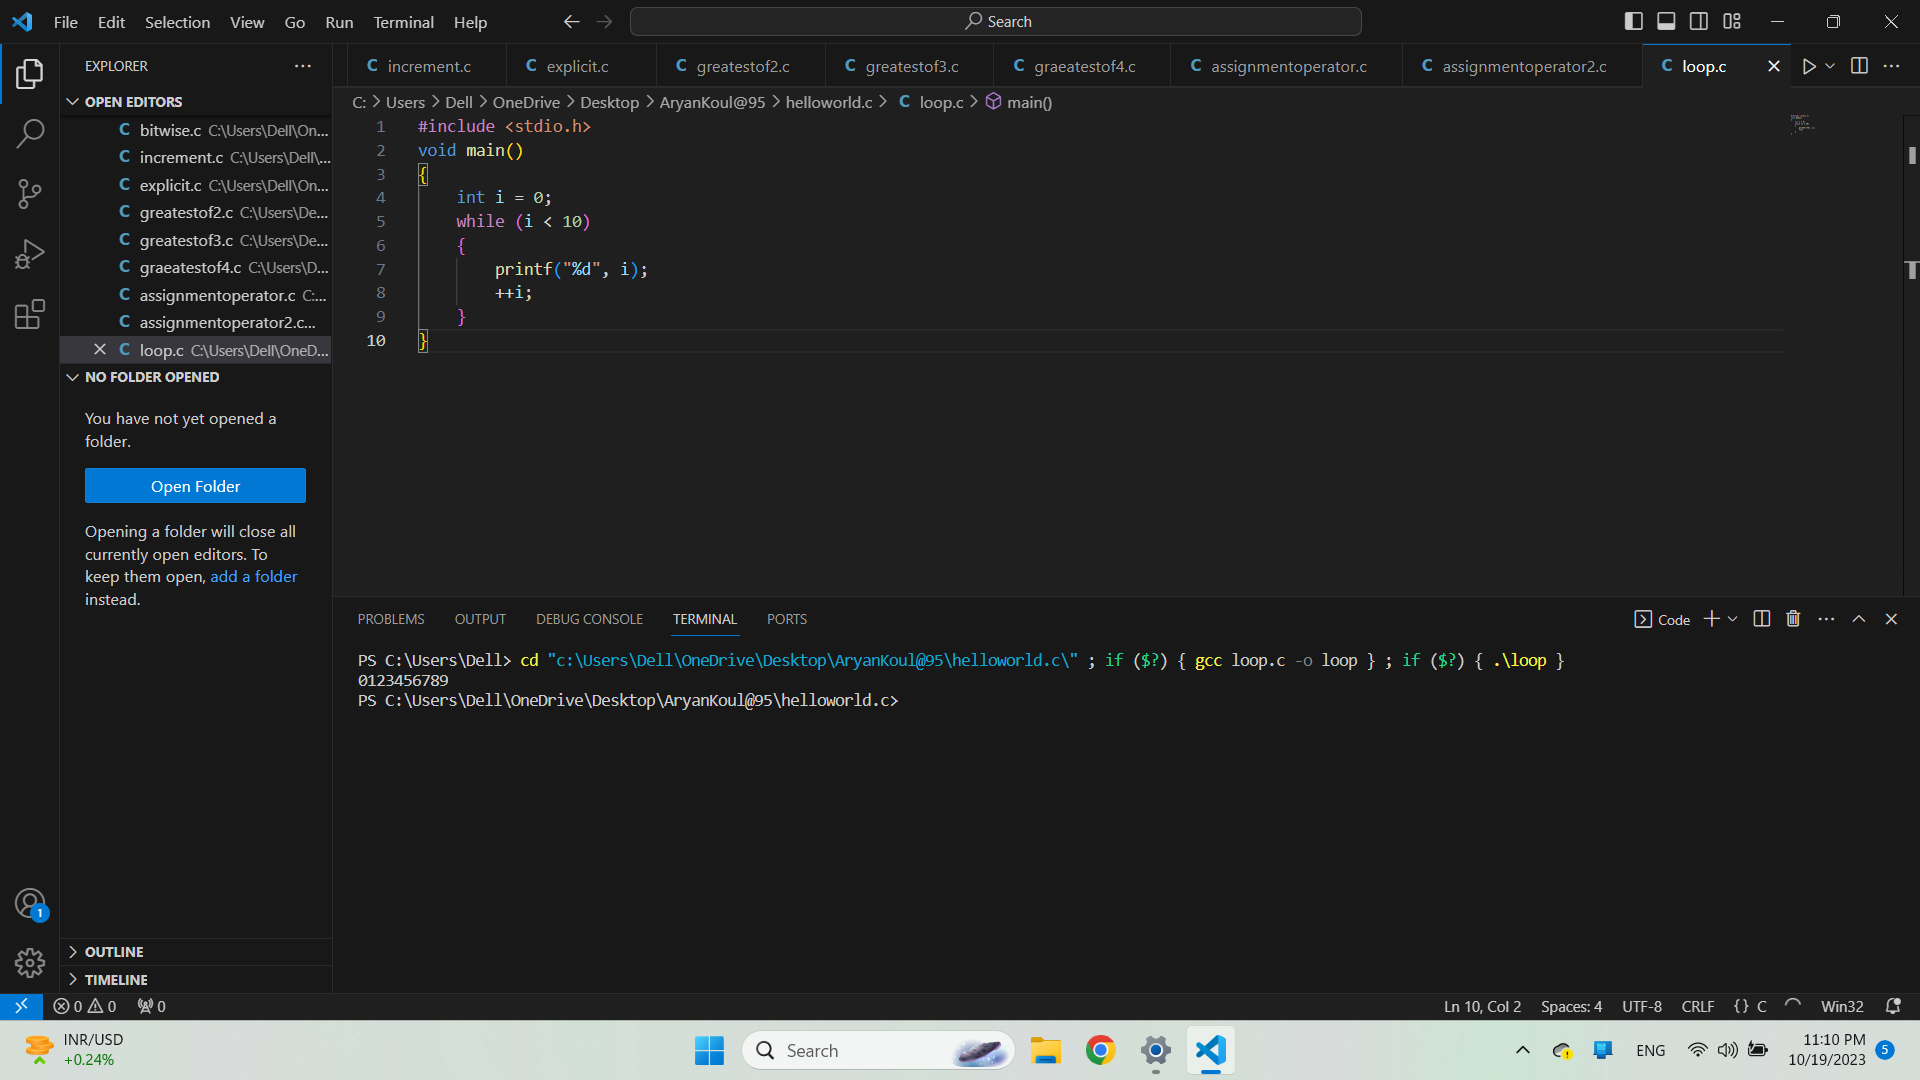 File Edit Selection View Go Run Terminal Help
Search
EXPLORER
OPEN EDITORS
bitwise.c C:\Users\Dell\On...
increment.c C:\Users\Dell\...
explicit.c C:\Users\Dell\On...
greatestof2.c C:\Users\De...
greatestof3.c C:\Users\De...
graeatestof4.c C:\Users\D...
assignmentoperator.c C:...
assignmentoperator2.c...
loop.c C:\Users\Dell\OneD...
NO FOLDER OPENED
You have not yet opened a
folder.
Open Folder
Opening a folder will close all
currently open editors. To
keep them open, add a folder
instead.
OUTLINE
TIMELINE
increment.c explicit.c greatestof2.c greatestof3.c graeatestof4.c assignmentoperator.c assignmentoperator2.c loop.c
C: > Users > Dell > OneDrive > Desktop > AryanKoul@95 > helloworld.c > C loop.c > main()
1 #include <stdio.h>
2 void main()
3 {
4 int i = 0;
5 while (i < 10)
6 {
7 printf("%d", i);
8 ++i;
9 }
10 }
PROBLEMS OUTPUT DEBUG CONSOLE TERMINAL PORTS
Code
PS C:\Users\Dell> cd "c:\Users\Dell\OneDrive\Desktop\AryanKoul@95\helloworld.c\" ; if ($?) { gcc loop.c -o loop } ; if ($?) { .\loop }
0123456789
PS C:\Users\Dell\OneDrive\Desktop\AryanKoul@95\helloworld.c>
1
0 0 0
Ln 10, Col 2 Spaces: 4 UTF-8 CRLF {} C Win32
INR/USD
+0.24%
Search
ENG
11:10 PM
10/19/2023
5